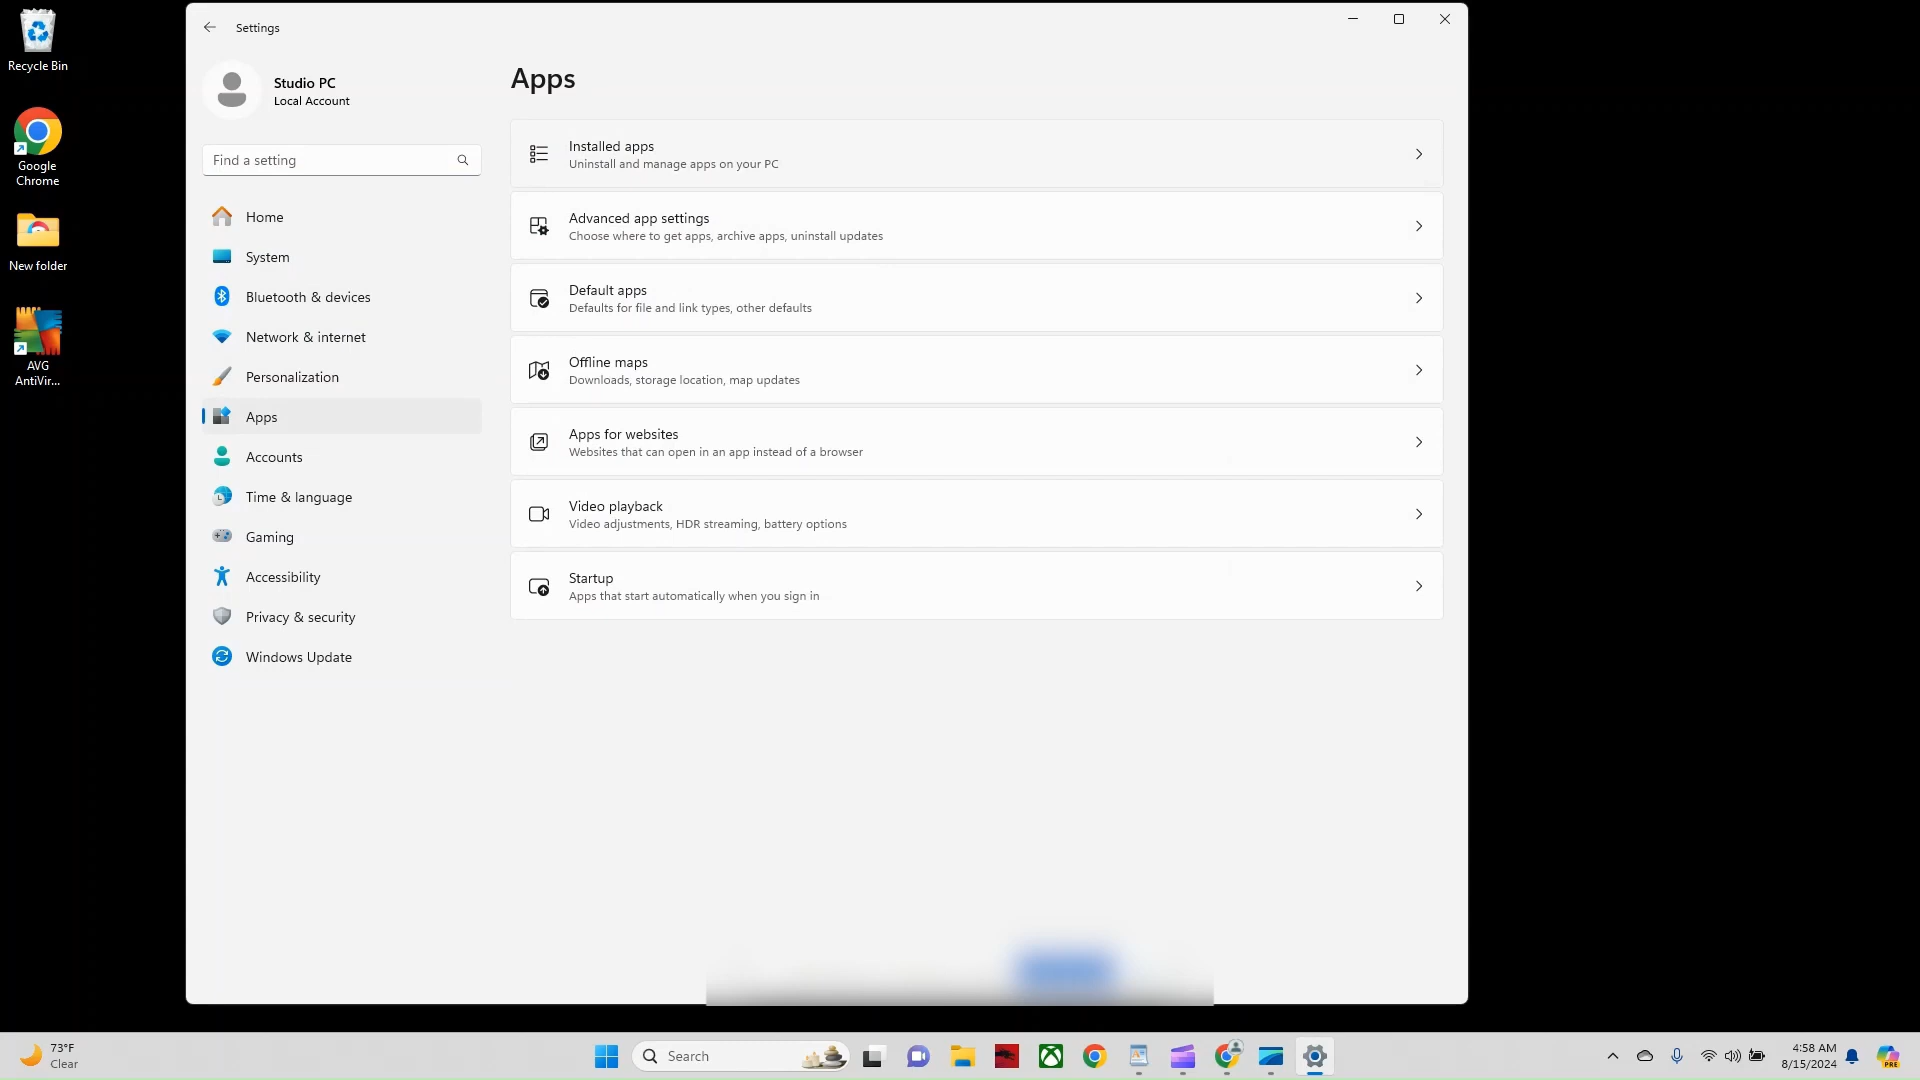 Recycle Bin
Google
Chrome
New folder
AVG
AntiVir...
Settings
Studio PC
Local Account
Find a setting
Home
System
Bluetooth & devices
Network & internet
Personalization
Apps
Accounts
Time & language
Gaming
Accessibility
Privacy & security
Windows Update
Apps
Installed apps
Uninstall and manage apps on your PC
Advanced app settings
Choose where to get apps, archive apps, uninstall updates
Default apps
Defaults for file and link types, other defaults
Offline maps
Downloads, storage location, map updates
Apps for websites
Websites that can open in an app instead of a browser
Video playback
Video adjustments, HDR streaming, battery options
Startup
Apps that start automatically when you sign in
73°F
Clear
Search
4:58 AM
8/15/2024
PRE